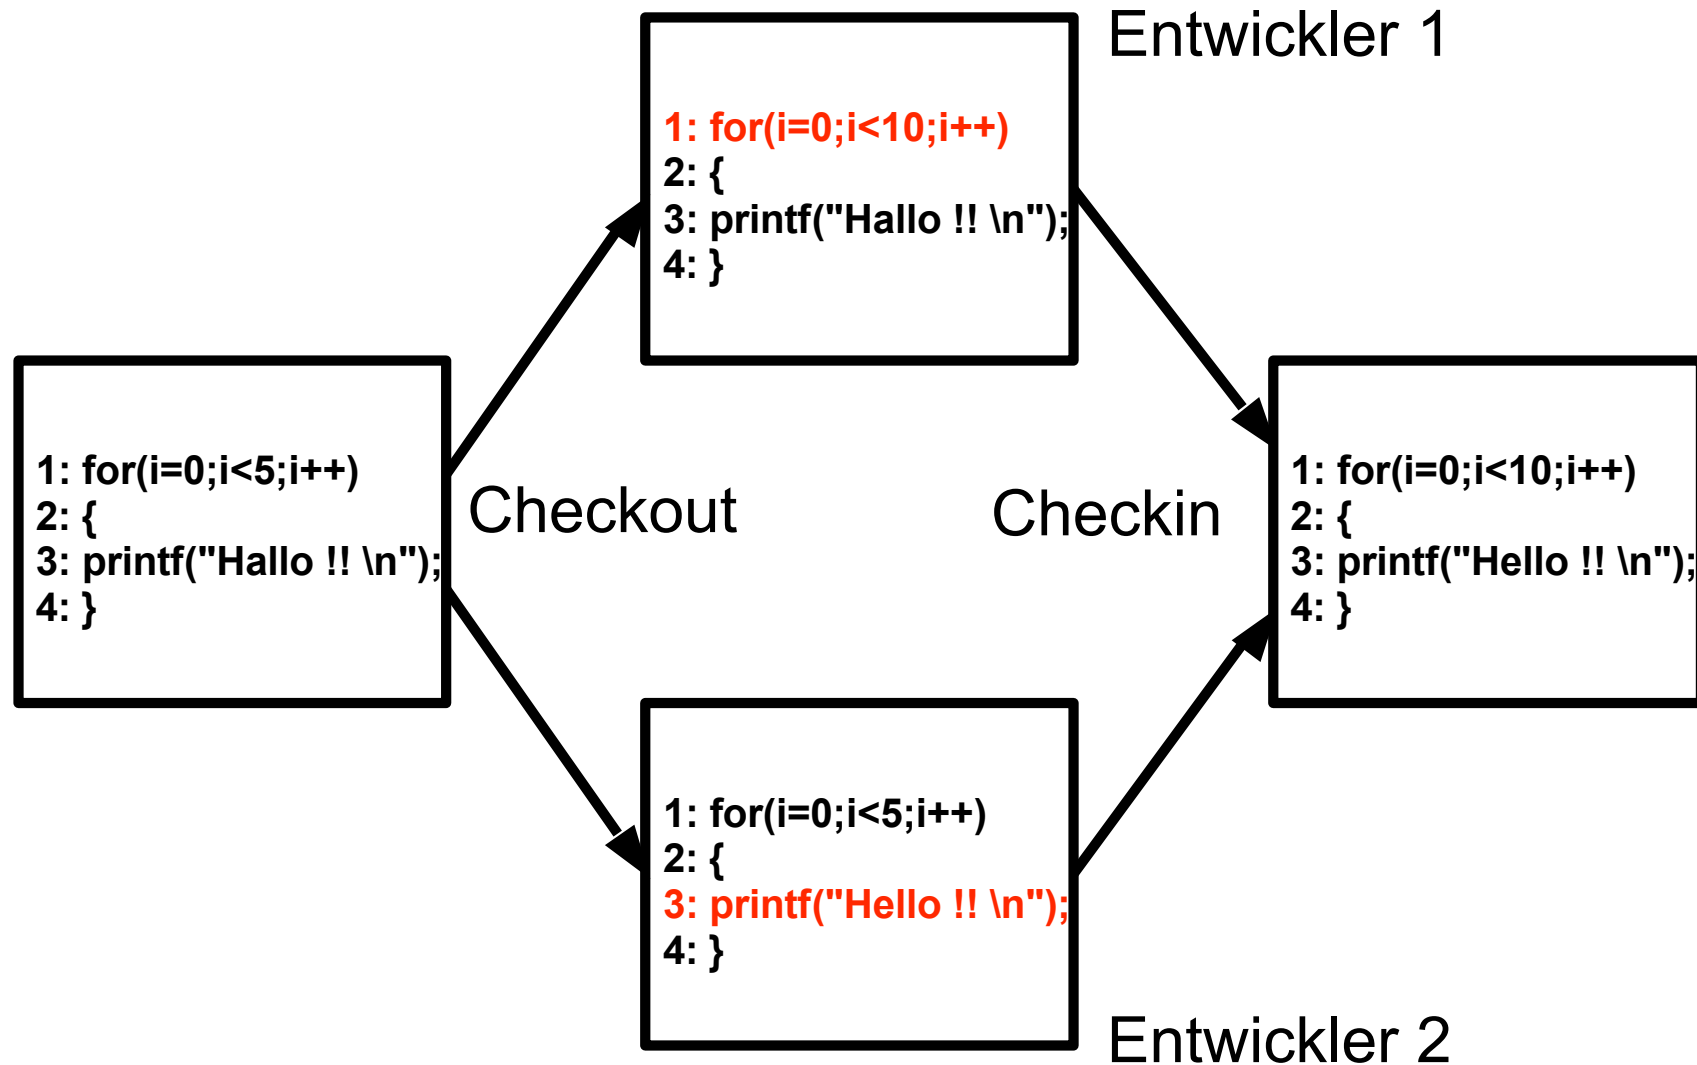 Entwickler 1
1: for(i=0;i<10;i++)
2: {
3: printf("Hallo !! \n");
4: }
1: for(i=0;i<5;i++)
2: {
3: printf("Hallo !! \n");
4: }
Checkout
Checkin
1: for(i=0;i<10;i++)
2: {
3: printf("Hello !! \n");
4: }
1: for(i=0;i<5;i++)
2: {
3: printf("Hello !! \n");
4: }
Entwickler 2